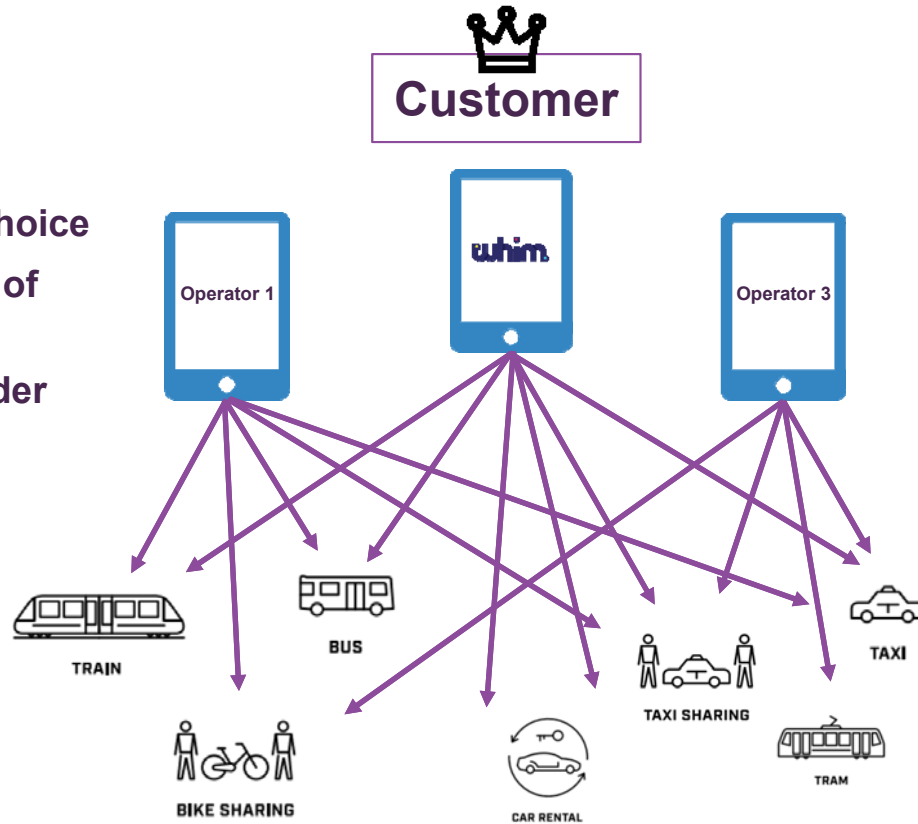 Customer
hoice
of
der
Operator 1
whim
Operator 3
TRAIN
BUS
TAXI
TAXI SHARING
BIKE SHARING
CAR RENTAL
TRAM